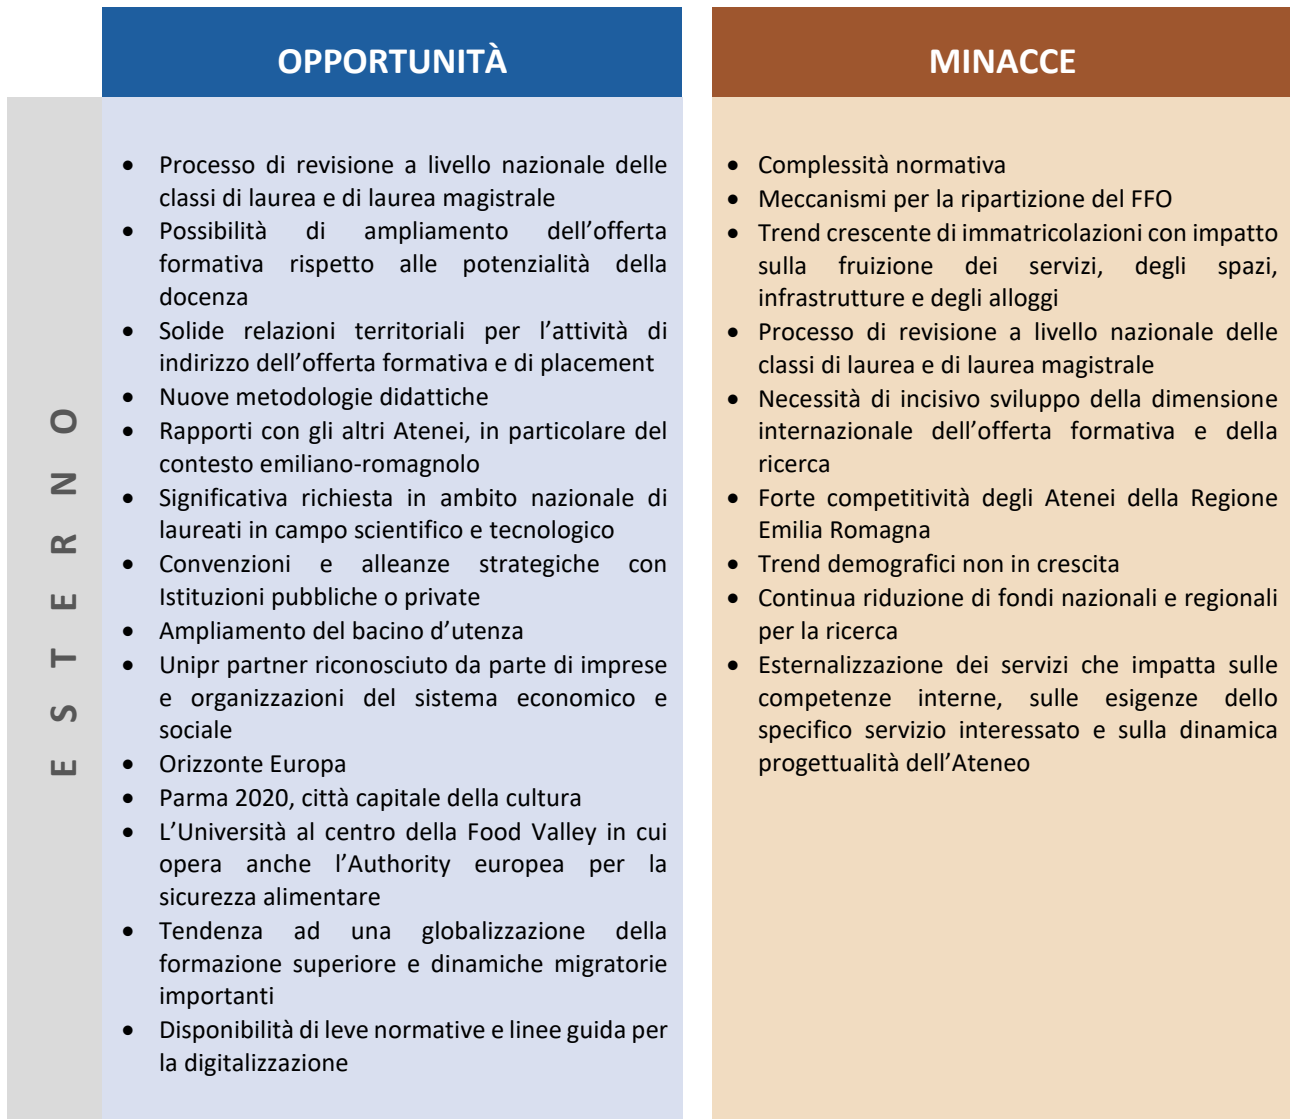 OPPORTUNITÀ
ESTERNO
• Processo di revisione a livello nazionale delle
classi di laurea e di laurea magistrale
• Possibilità di ampliamento dell’offerta
formativa rispetto alle potenzialità della
docenza
• Solide relazioni territoriali per l’attività di
indirizzo dell’offerta formativa e di placement
• Nuove metodologie didattiche
• Rapporti con gli altri Atenei, in particolare del
contesto emiliano-romagnolo
• Significativa richiesta in ambito nazionale di
laureati in campo scientifico e tecnologico
• Convenzioni e alleanze strategiche con
Istituzioni pubbliche o private
• Ampliamento del bacino d’utenza
• Unipr partner riconosciuto da parte di imprese
e organizzazioni del sistema economico e
sociale
• Orizzonte Europa
• Parma 2020, città capitale della cultura
• L’Università al centro della Food Valley in cui
opera anche l’Authority europea per la
sicurezza alimentare
• Tendenza ad una globalizzazione della
formazione superiore e dinamiche migratorie
importanti
• Disponibilità di leve normative e linee guida per
la digitalizzazione
MINACCE
• Complessità normativa
• Meccanismi per la ripartizione del FFO
• Trend crescente di immatricolazioni con impatto
sulla fruizione dei servizi, degli spazi,
infrastrutture e degli alloggi
• Processo di revisione a livello nazionale delle
classi di laurea e di laurea magistrale
• Necessità di incisivo sviluppo della dimensione
internazionale dell’offerta formativa e della
ricerca
• Forte competitività degli Atenei della Regione
Emilia Romagna
• Trend demografici non in crescita
• Continua riduzione di fondi nazionali e regionali
per la ricerca
• Esternalizzazione dei servizi che impatta sulle
competenze interne, sulle esigenze dello
specifico servizio interessato e sulla dinamica
progettualità dell’Ateneo